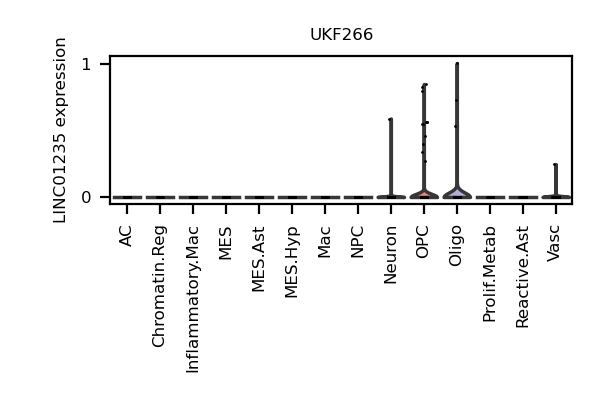 UKF266
LINC01235 expression
1
0
AC
Chromatin.Reg
Inflammatory.Mac
MES
MES.Ast
MES.Hyp
Mac
NPC
Neuron
OPC
Oligo
Prolif.Metab
Reactive.Ast
Vasc